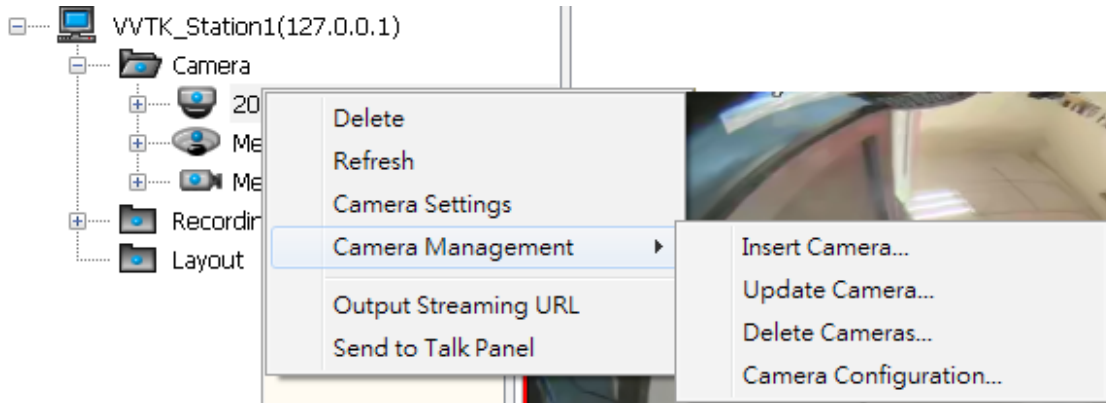 VVTK_Station1(127.0.0.1)
Camera
20
Me
Me
Recordin
Layout
Delete
Refresh
Camera Settings
Camera Management
Output Streaming URL
Send to Talk Panel
Insert Camera...
Update Camera...
Delete Cameras...
Camera Configuration...